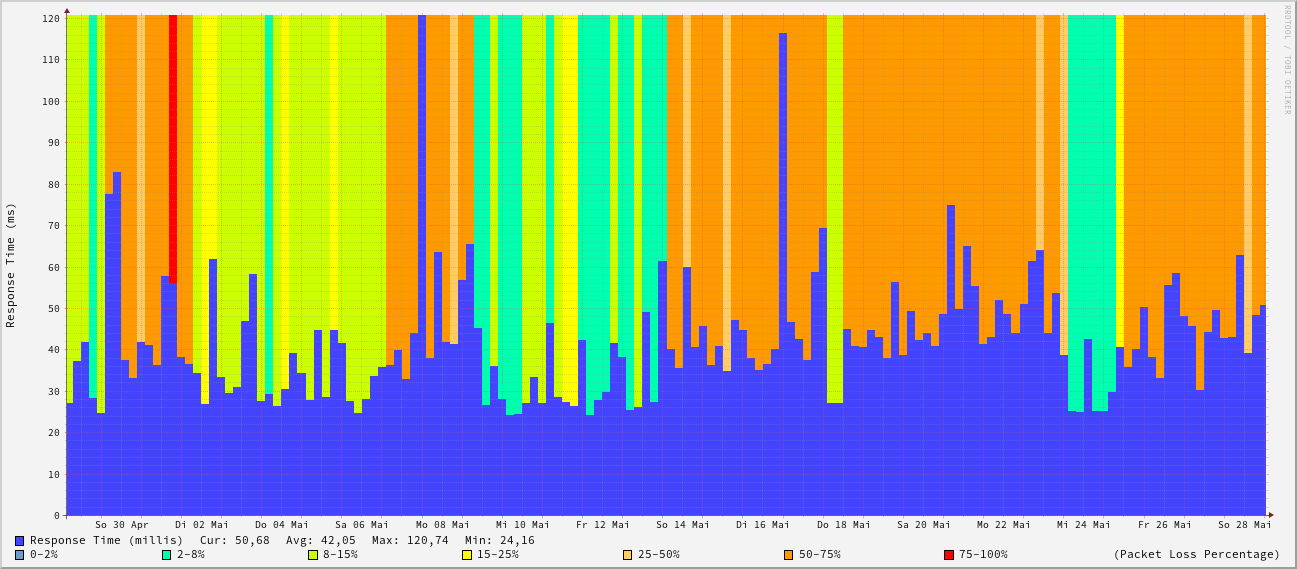 RRDTOOL / TOBI OETIKER
Response Time (ms)
120
110
100
90
80
70
60
50
40
30
20
10
0
So 30 Apr Di 02 Mai Do 04 Mai Sa 06 Mai Mo 08 Mai Mi 10 Mai Fr 12 Mai So 14 Mai Di 16 Mai Do 18 Mai Sa 20 Mai Mo 22 Mai Mi 24 Mai Fr 26 Mai So 28 Mai
Response Time (millis) Cur: 50,68 Avg: 42,05 Max: 120,74 Min: 24,16
0-2% 2-8% 8-15% 15-25% 25-50% 50-75% 75-100% (Packet Loss Percentage)